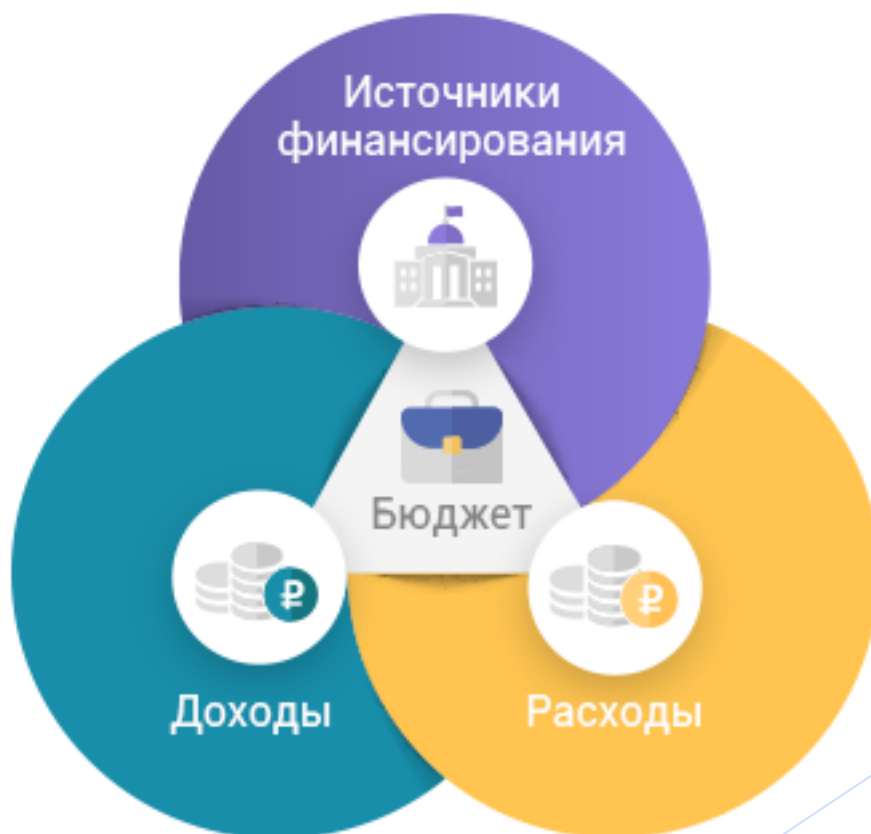 Источники
финансирования
Бюджет
₽
₽
Доходы
Расходы